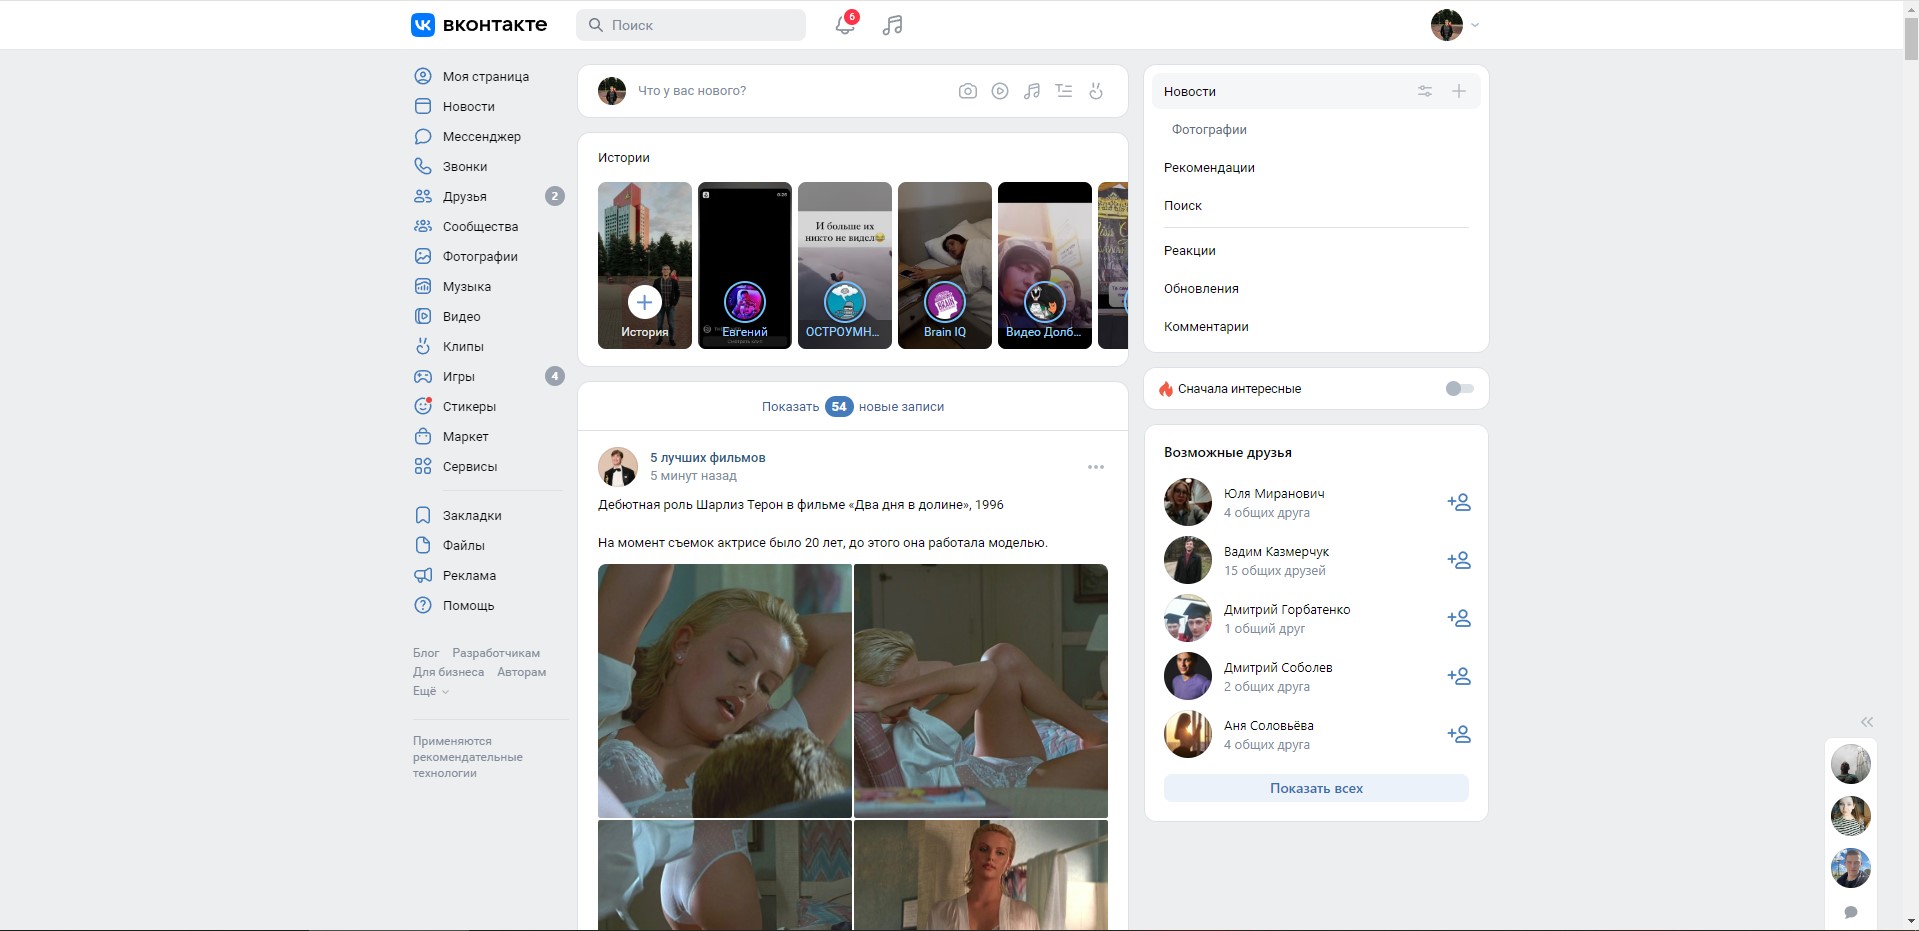 вконтакте
Поиск
6
Моя страница
Новости
Мессенджер
Звонки
Друзья
2
Сообщества
Фотографии
Музыка
Видео
Клипы
Игры
4
Стикеры
Маркет
Сервисы
Закладки
Файлы
Реклама
Помощь
Блог Разработчикам
Для бизнеса Авторам
Ещё
Применяются
рекомендательные
технологии
Что у вас нового?
Истории
История
Евгений
И больше их
никто не видел😂
ОСТРОУМН...
Brain IQ
Видео Долб...
Показать 54 новые записи
5 лучших фильмов
5 минут назад
Дебютная роль Шарлиз Терон в фильме «Два дня в долине», 1996
На момент съемок актрисе было 20 лет, до этого она работала моделью.
Новости
Фотографии
Рекомендации
Поиск
Реакции
Обновления
Комментарии
Сначала интересные
Возможные друзья
Юля Миранович
4 общих друга
Вадим Казмерчук
15 общих друзей
Дмитрий Горбатенко
1 общий друг
Дмитрий Соболев
2 общих друга
Аня Соловьёва
4 общих друга
Показать всех